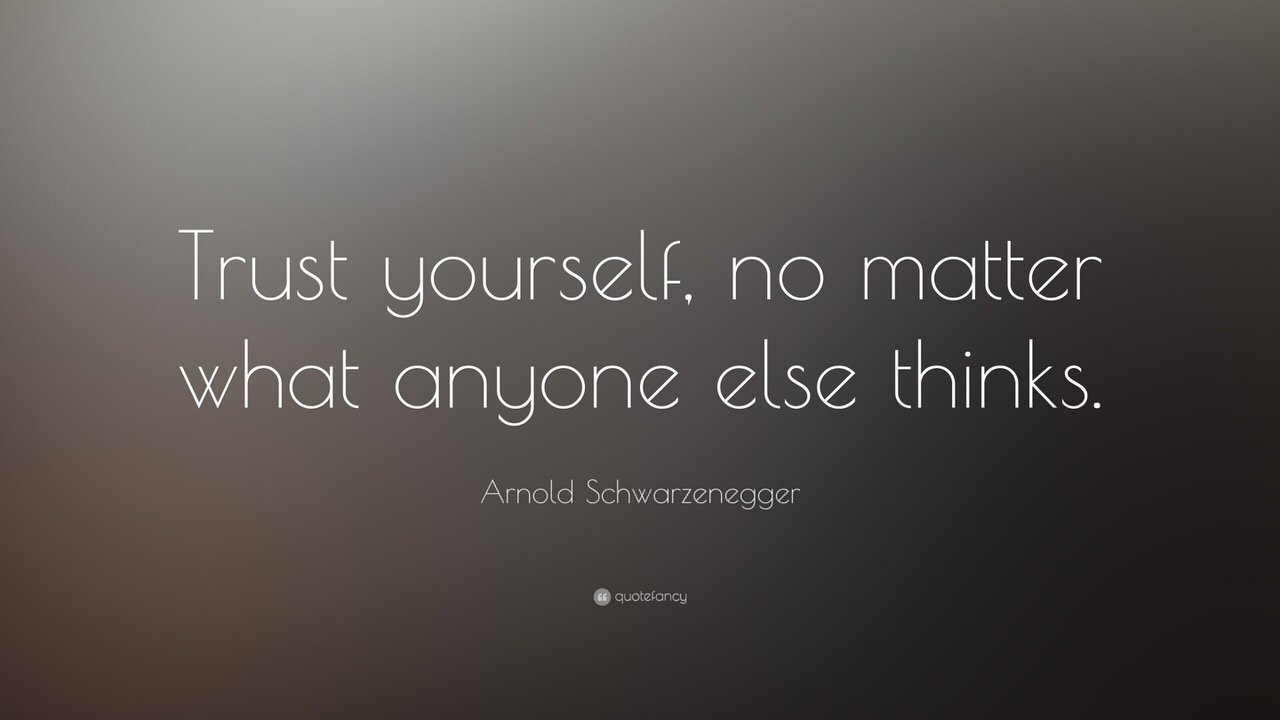 Trust yourself, no matter
what anyone else thinks.
Arnold Schwarzenegger
quotefancy